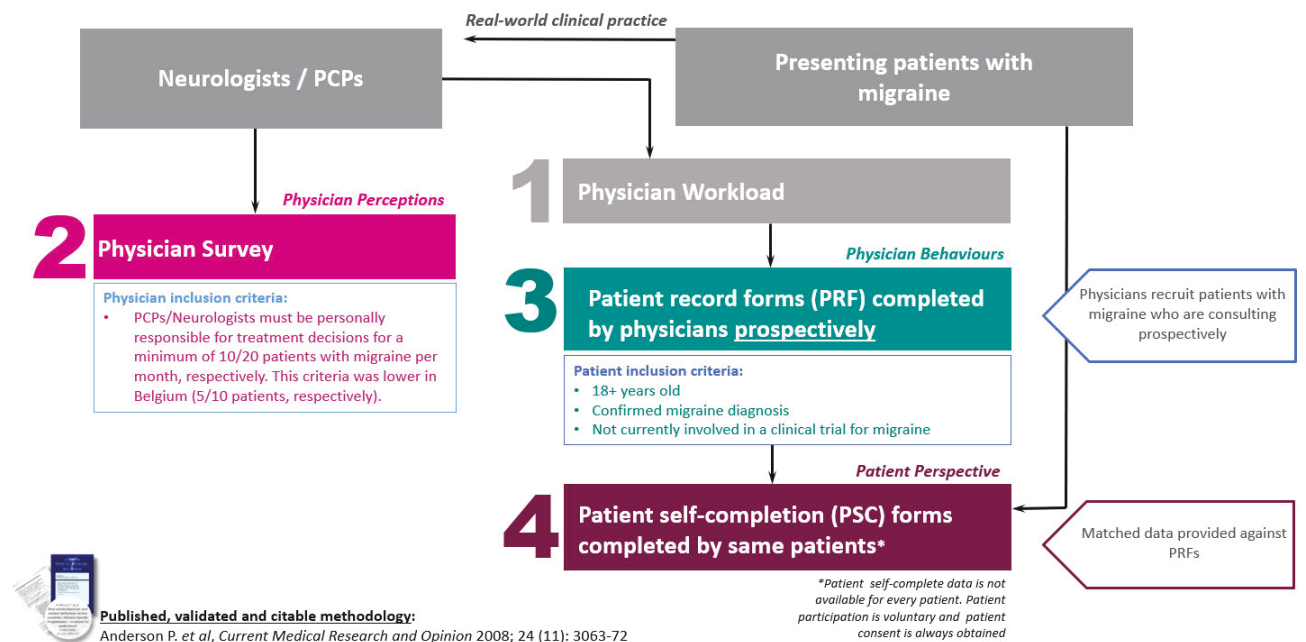 Real-world clinical practice
Neurologists / PCPs
Presenting patients with
migraine
1
Physician Workload
Physician Perceptions
2
Physician Survey
Physician inclusion criteria:
• PCPs/Neurologists must be personally
responsible for treatment decisions for a
minimum of 10/20 patients with migraine per
month, respectively. This criteria was lower in
Belgium (5/10 patients, respectively).
Physician Behaviours
3
Patient record forms (PRF) completed
by physicians prospectively
Patient inclusion criteria:
• 18+ years old
• Confirmed migraine diagnosis
• Not currently involved in a clinical trial for migraine
Physicians recruit patients with
migraine who are consulting
prospectively
Patient Perspective
4
Patient self-completion (PSC) forms
completed by same patients*
Matched data provided against
PRFs
*Patient self-complete data is not
available for every patient. Patient
participation is voluntary and patient
consent is always obtained
Published, validated and citable methodology:
Anderson P. et al, Current Medical Research and Opinion 2008; 24 (11): 3063-72